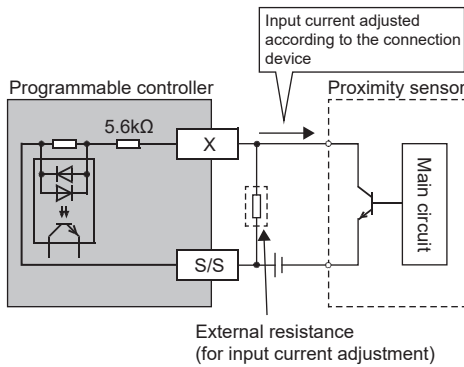 Input current adjusted
according to the connection
device
Programmable controller
Proximity sensor
5.6kΩ
X
Main circuit
S/S
External resistance
(for input current adjustment)